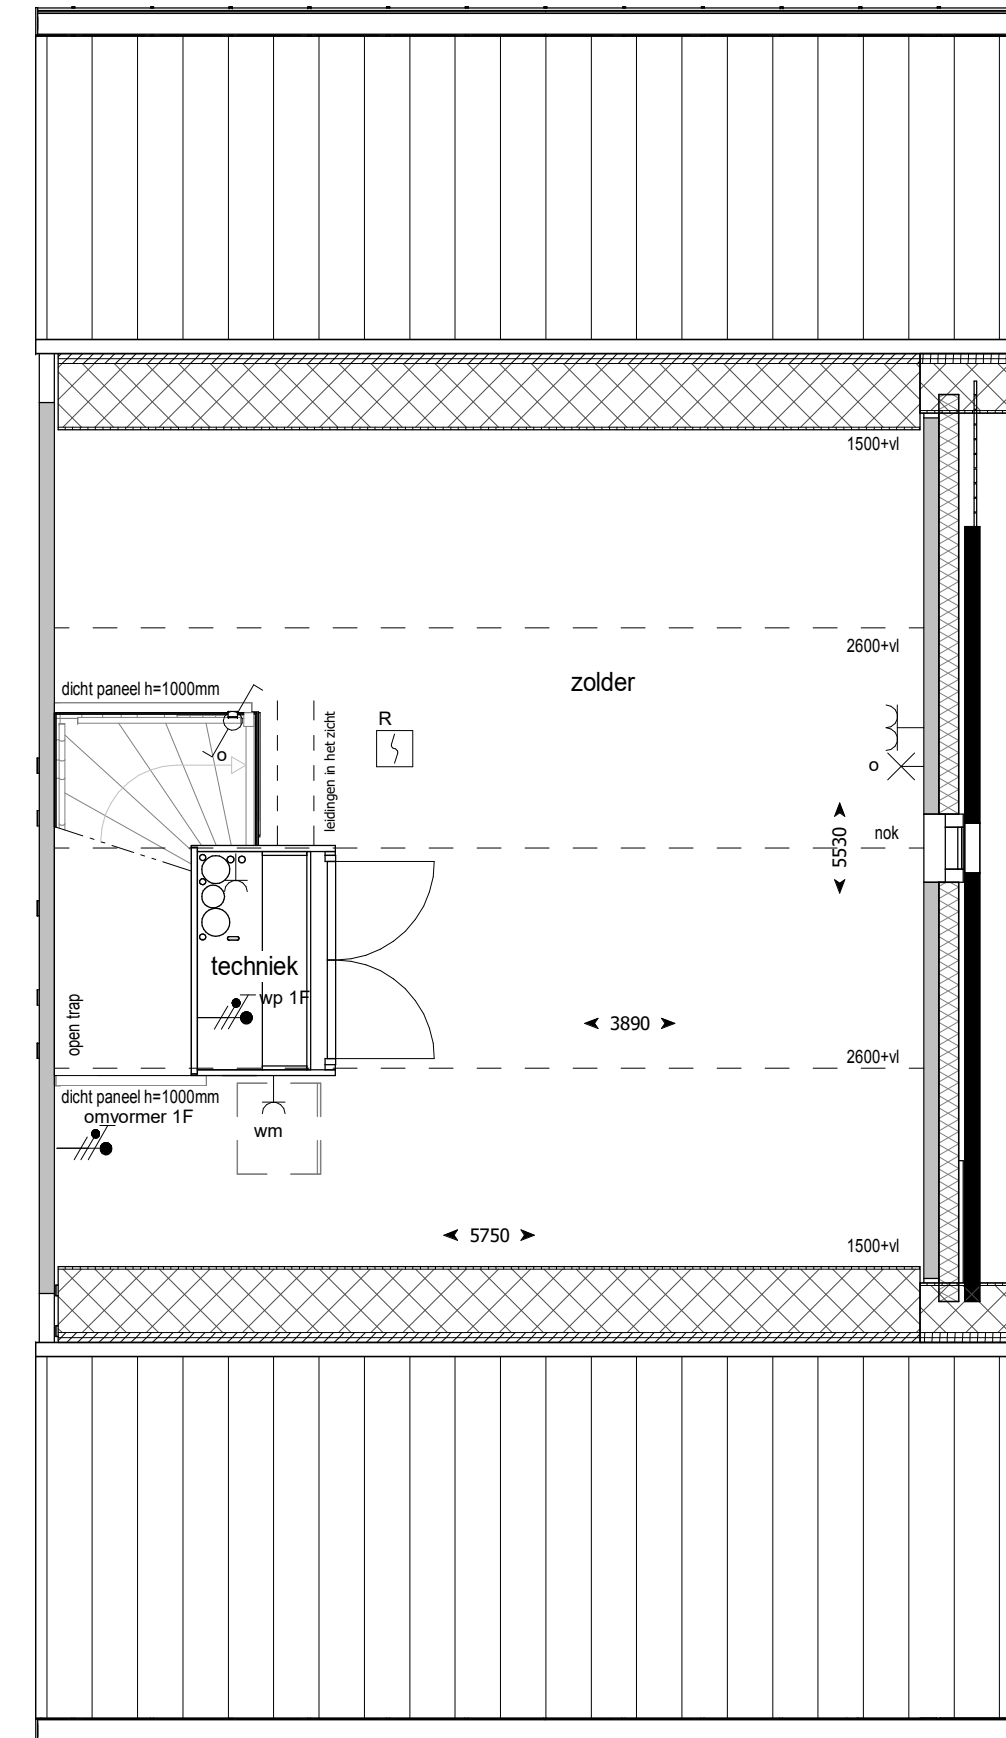 1500+vl
2600+vl
zolder
dicht paneel h=1000mm
R
leidingen in het zicht
o
o
nok
5530
techniek
wp 1F
open trap
3890
2600+vl
dicht paneel h=1000mm
omvormer 1F
wm
5750
1500+vl